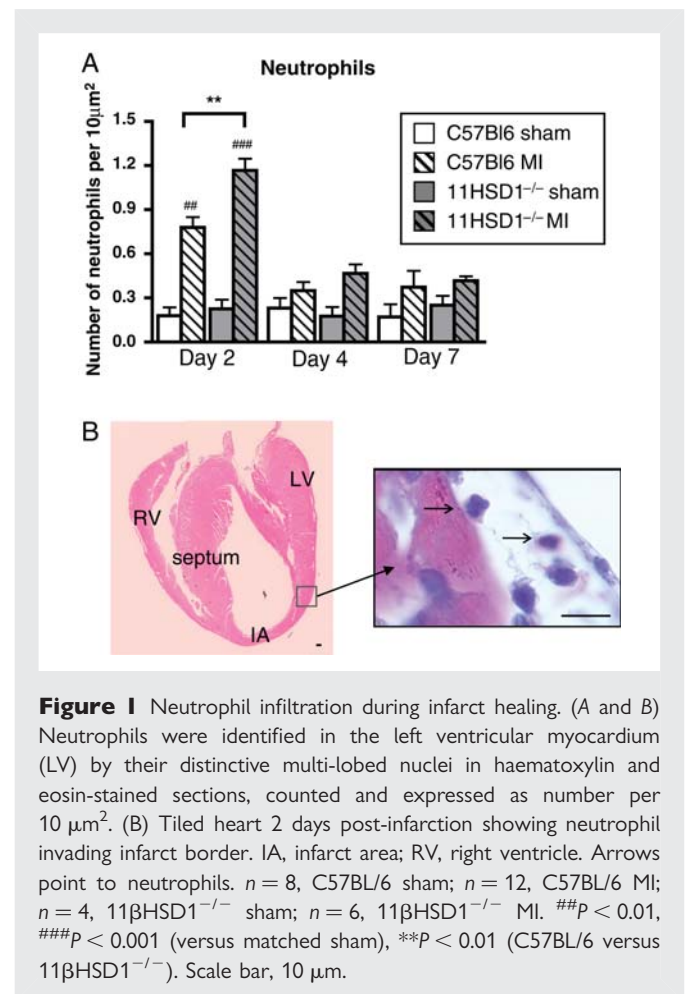 A
Neutrophils
Number of neutrophils per 10μm²
1.5
1.2
0.9
0.6
0.3
0.0
**
##
###
C57Bl6 sham
C57Bl6 MI
11HSD1⁻/⁻ sham
11HSD1⁻/⁻ MI
Day 2 Day 4 Day 7
B
LV
RV
septum
IA
Figure 1 Neutrophil infiltration during infarct healing. (A and B)
Neutrophils were identified in the left ventricular myocardium
(LV) by their distinctive multi-lobed nuclei in haematoxylin and
eosin-stained sections, counted and expressed as number per
10 μm². (B) Tiled heart 2 days post-infarction showing neutrophil
invading infarct border. IA, infarct area; RV, right ventricle. Arrows
point to neutrophils. n = 8, C57BL/6 sham; n = 12, C57BL/6 MI;
n = 4, 11βHSD1⁻/⁻ sham; n = 6, 11βHSD1⁻/⁻ MI. ##P < 0.01,
###P < 0.001 (versus matched sham), **P < 0.01 (C57BL/6 versus
11βHSD1⁻/⁻). Scale bar, 10 μm.